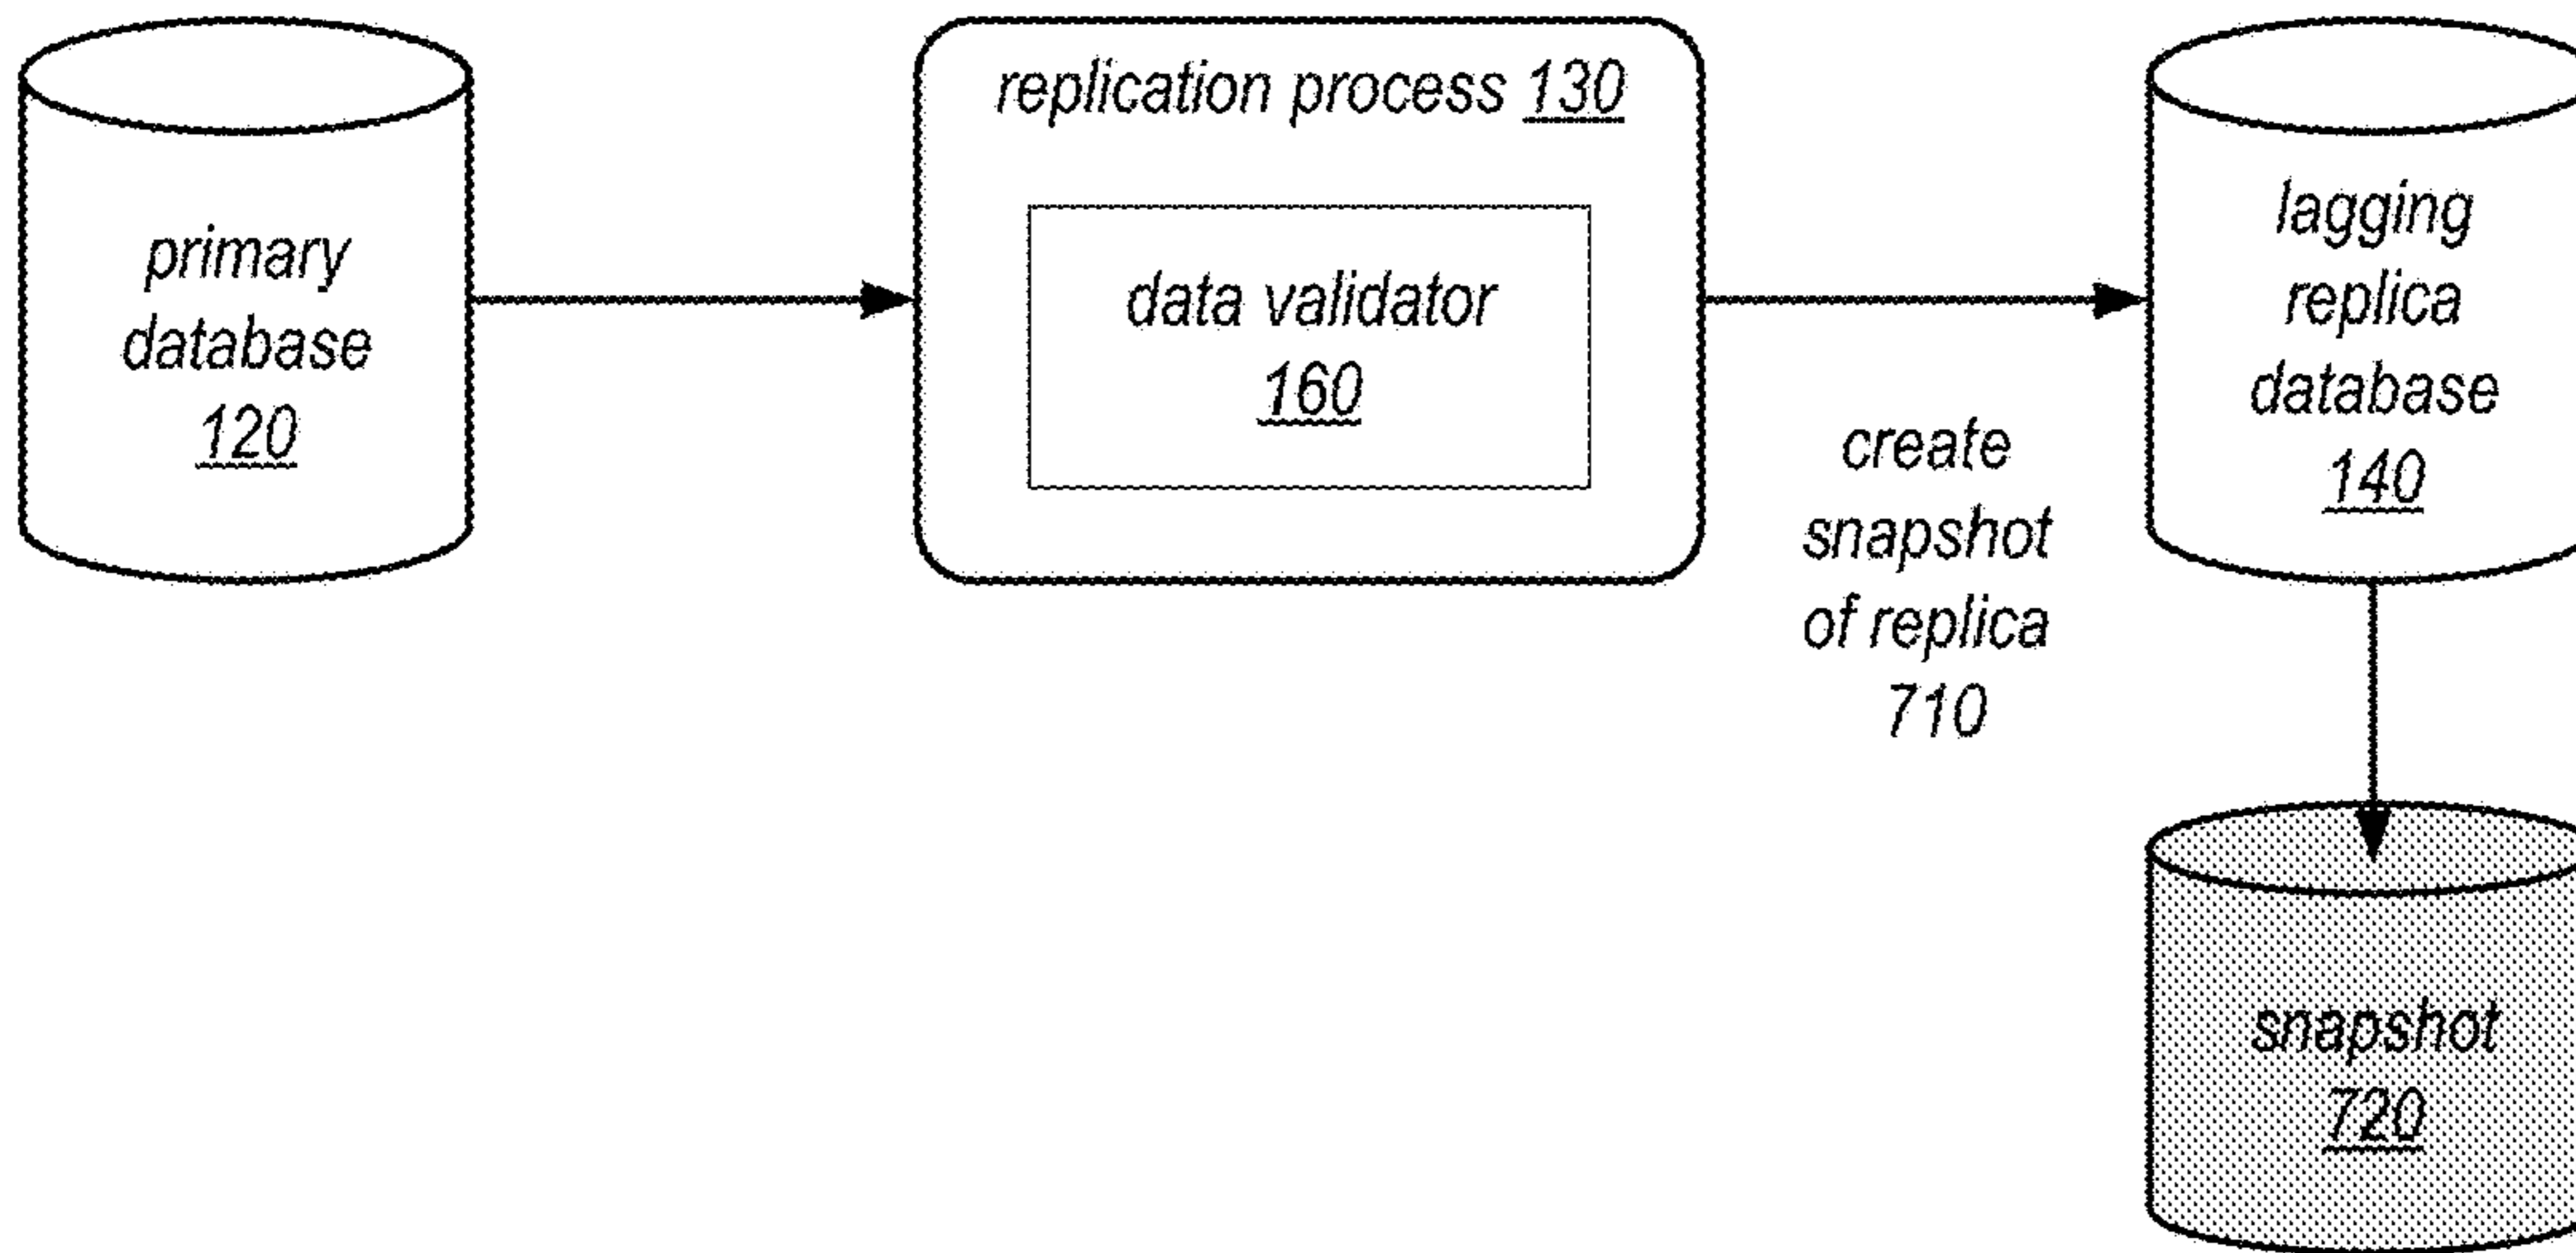 primary
database
120
replication process 130
data validator
160
lagging
replica
database
140
create
snapshot
of replica
710
snapshot
720